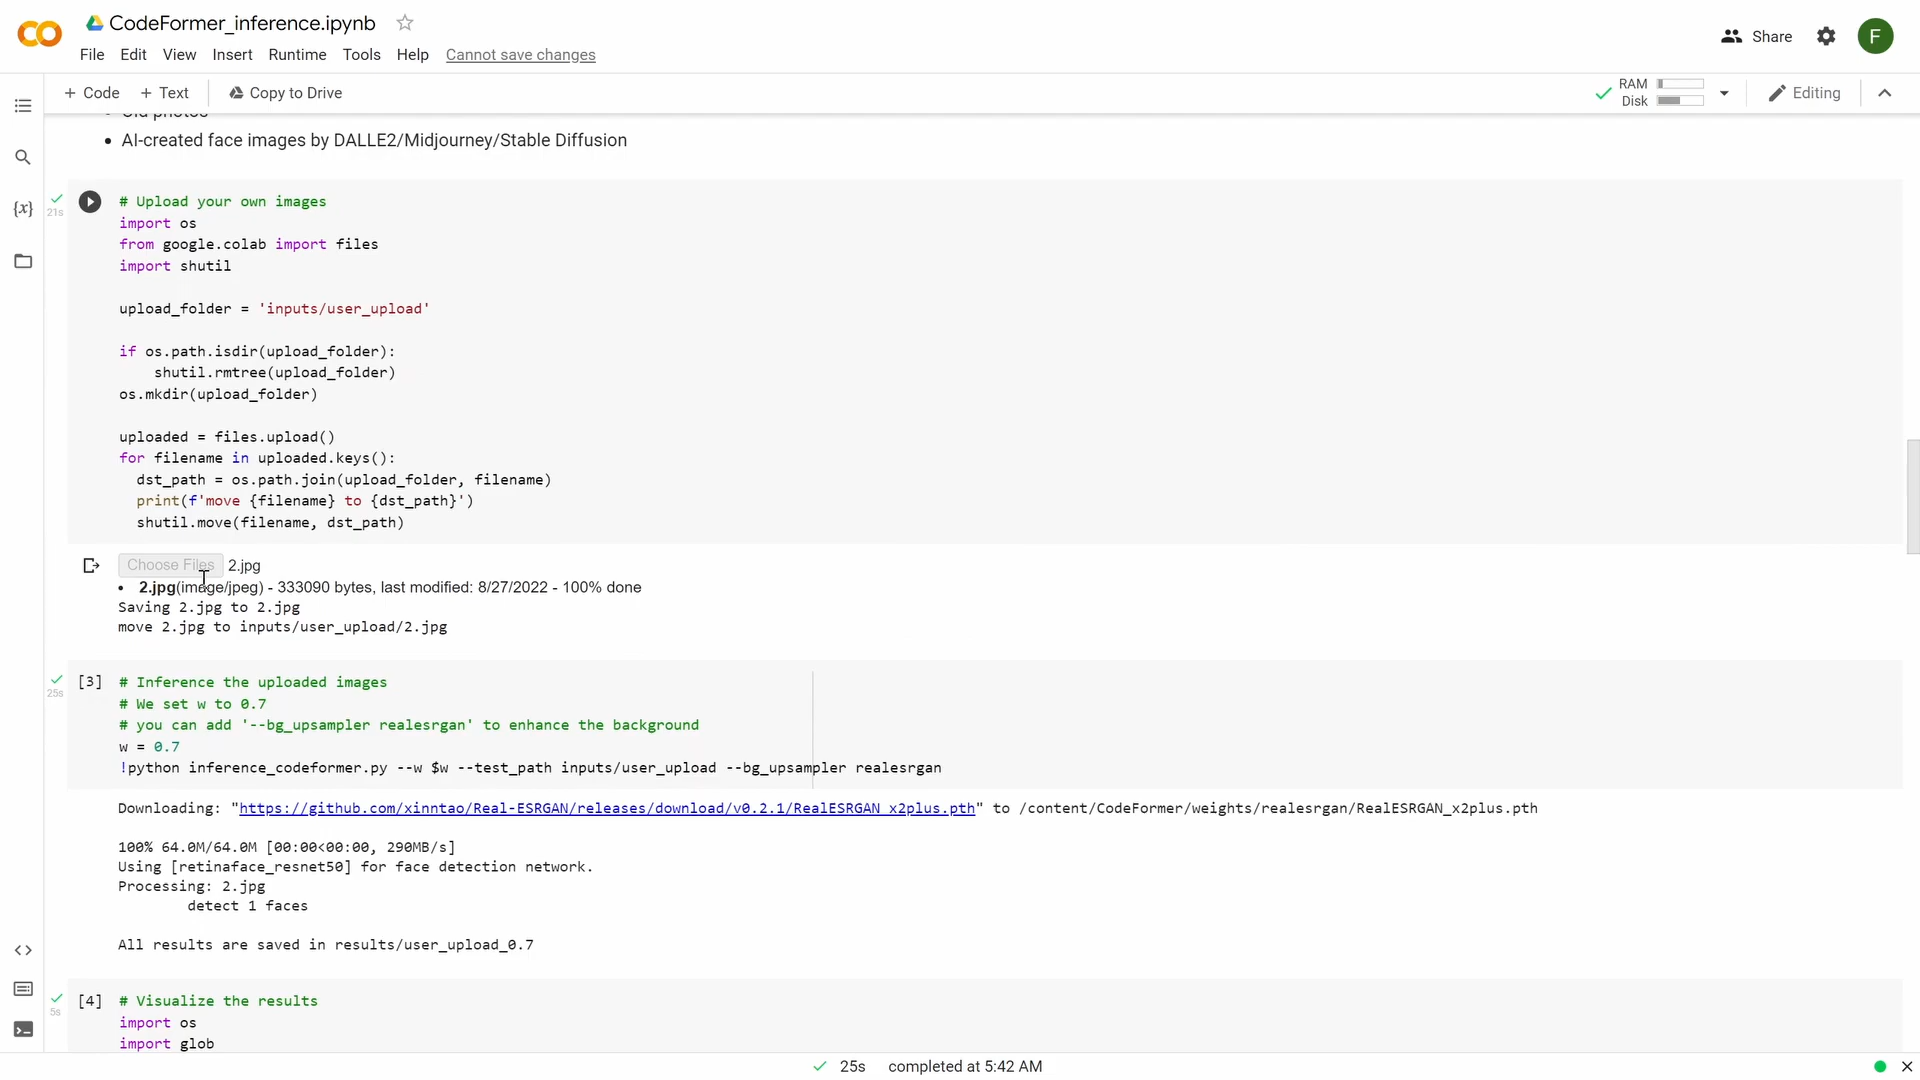 CodeFormer_inference.ipynb
File Edit View Insert Runtime Tools Help Cannot save changes
Share
F
+ Code + Text Copy to Drive
RAM
Disk
Editing
Old photos
• AI-created face images by DALLE2/Midjourney/Stable Diffusion
21s
# Upload your own images
import os
from google.colab import files
import shutil
upload_folder = 'inputs/user_upload'
if os.path.isdir(upload_folder):
shutil.rmtree(upload_folder)
os.mkdir(upload_folder)
uploaded = files.upload()
for filename in uploaded.keys():
dst_path = os.path.join(upload_folder, filename)
print(f'move {filename} to {dst_path}')
shutil.move(filename, dst_path)
Choose Files 2.jpg
• 2.jpg(image/jpeg) - 333090 bytes, last modified: 8/27/2022 - 100% done
Saving 2.jpg to 2.jpg
move 2.jpg to inputs/user_upload/2.jpg
25s
[3] # Inference the uploaded images
# We set w to 0.7
# you can add '--bg_upsampler realesrgan' to enhance the background
w = 0.7
!python inference_codeformer.py --w $w --test_path inputs/user_upload --bg_upsampler realesrgan
Downloading: "https://github.com/xinntao/Real-ESRGAN/releases/download/v0.2.1/RealESRGAN_x2plus.pth" to /content/CodeFormer/weights/realesrgan/RealESRGAN_x2plus.pth
100% 64.0M/64.0M [00:00<00:00, 290MB/s]
Using [retinaface_resnet50] for face detection network.
Processing: 2.jpg
detect 1 faces
All results are saved in results/user_upload_0.7
5s
[4] # Visualize the results
import os
import glob
25s completed at 5:42 AM